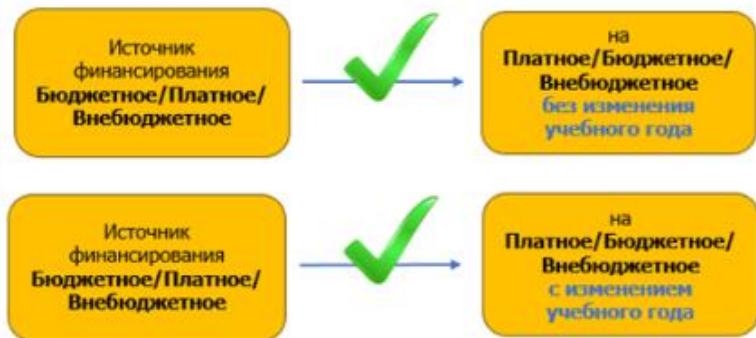 Источник
финансирования
Бюджетное/Платное/
Внебюджетное
на
Платное/Бюджетное/
Внебюджетное
без изменения
учебного года
Источник
финансирования
Бюджетное/Платное/
Внебюджетное
на
Платное/Бюджетное/
Внебюджетное
с изменением
учебного года